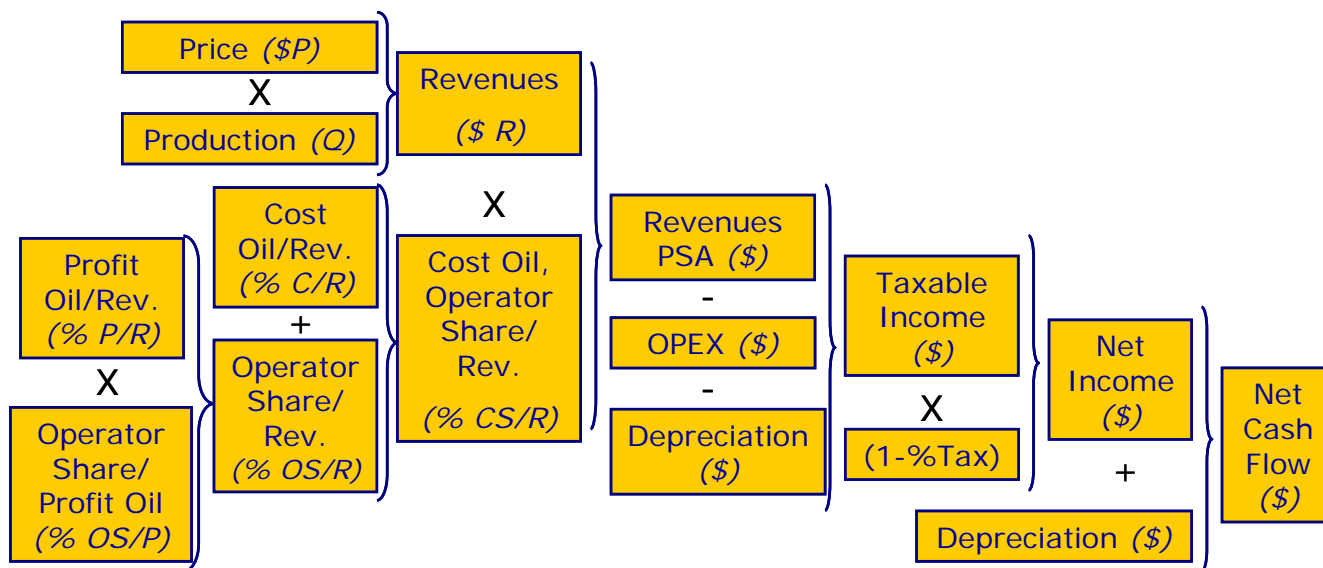 Price ($P)
X
Production (Q)
Revenues
($ R)
X
Profit
Oil/Rev.
(% P/R)
X
Operator
Share/
Profit Oil
(% OS/P)
Cost
Oil/Rev.
(% C/R)
+
Operator
Share/
Rev.
(% OS/R)
Cost Oil,
Operator
Share/
Rev.
(% CS/R)
Revenues
PSA ($)
-
OPEX ($)
-
Depreciation
($)
Taxable
Income
($)
X
(1-%Tax)
Net
Income
($)
+
Depreciation ($)
Net
Cash
Flow
($)